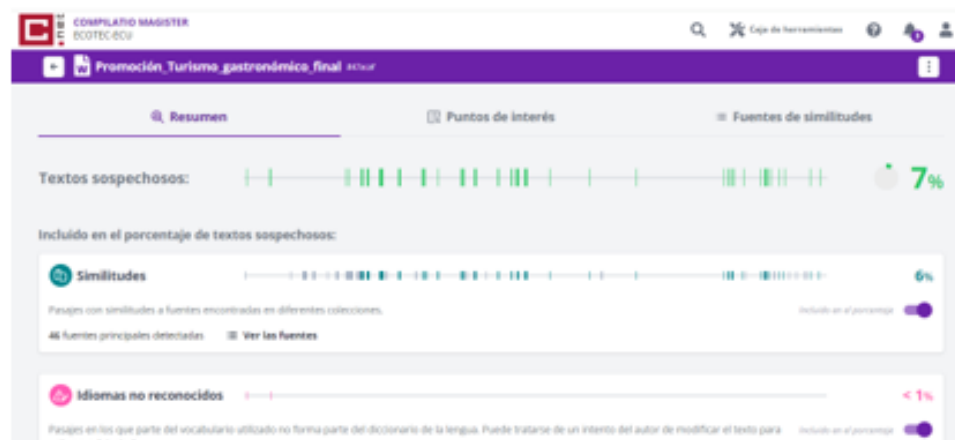 COMPILATIO MAGISTER
ECOTEC-ECU
Caja de herramientas
Promoción_Turismo_gastronómico_final
Resumen
Puntos de interés
Fuentes de similitudes
Textos sospechosos:
7%
Incluido en el porcentaje de textos sospechosos:
Similitudes
6%
Pasajes con similitudes a fuentes encontradas en diferentes colecciones.
Incluido en el porcentaje
46 fuentes principales detectadas
Ver las fuentes
Idiomas no reconocidos
< 1%
Pasajes en los que parte del vocabulario utilizado no forma parte del diccionario de la lengua. Puede tratarse de un intento del autor de modificar el texto para
Incluido en el porcentaje